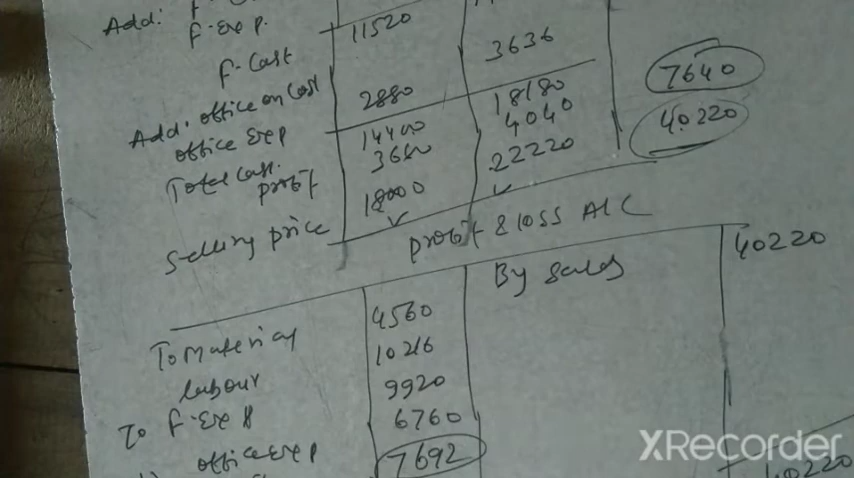 Add: F.
F. Exp.
F. Cost 11520
3636
Add. office on cost
office Exp 2880 18180
7640
Total cost. 14400 4040
40220
profit 3600 22220
Selling price 18000
profit & loss A/C
By sales 40220
To Material 4560
labour 10216
9920
To F. Exp 6760
office Exp 7692
40220
XRecorder